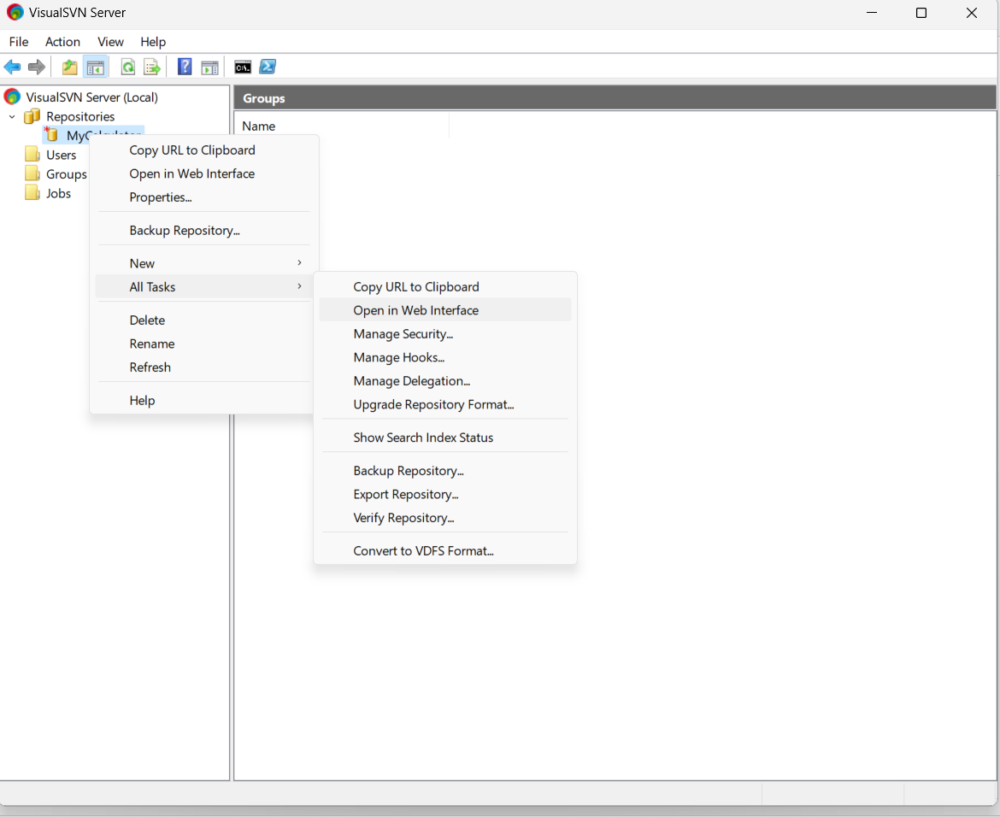 VisualSVN Server
File Action View Help
VisualSVN Server (Local)
Repositories
Users
Groups
Jobs
Groups
Name
Copy URL to Clipboard
Open in Web Interface
Properties...
Backup Repository...
New
All Tasks
Delete
Rename
Refresh
Help
Copy URL to Clipboard
Open in Web Interface
Manage Security...
Manage Hooks...
Manage Delegation...
Upgrade Repository Format...
Show Search Index Status
Backup Repository...
Export Repository...
Verify Repository...
Convert to VDFS Format...